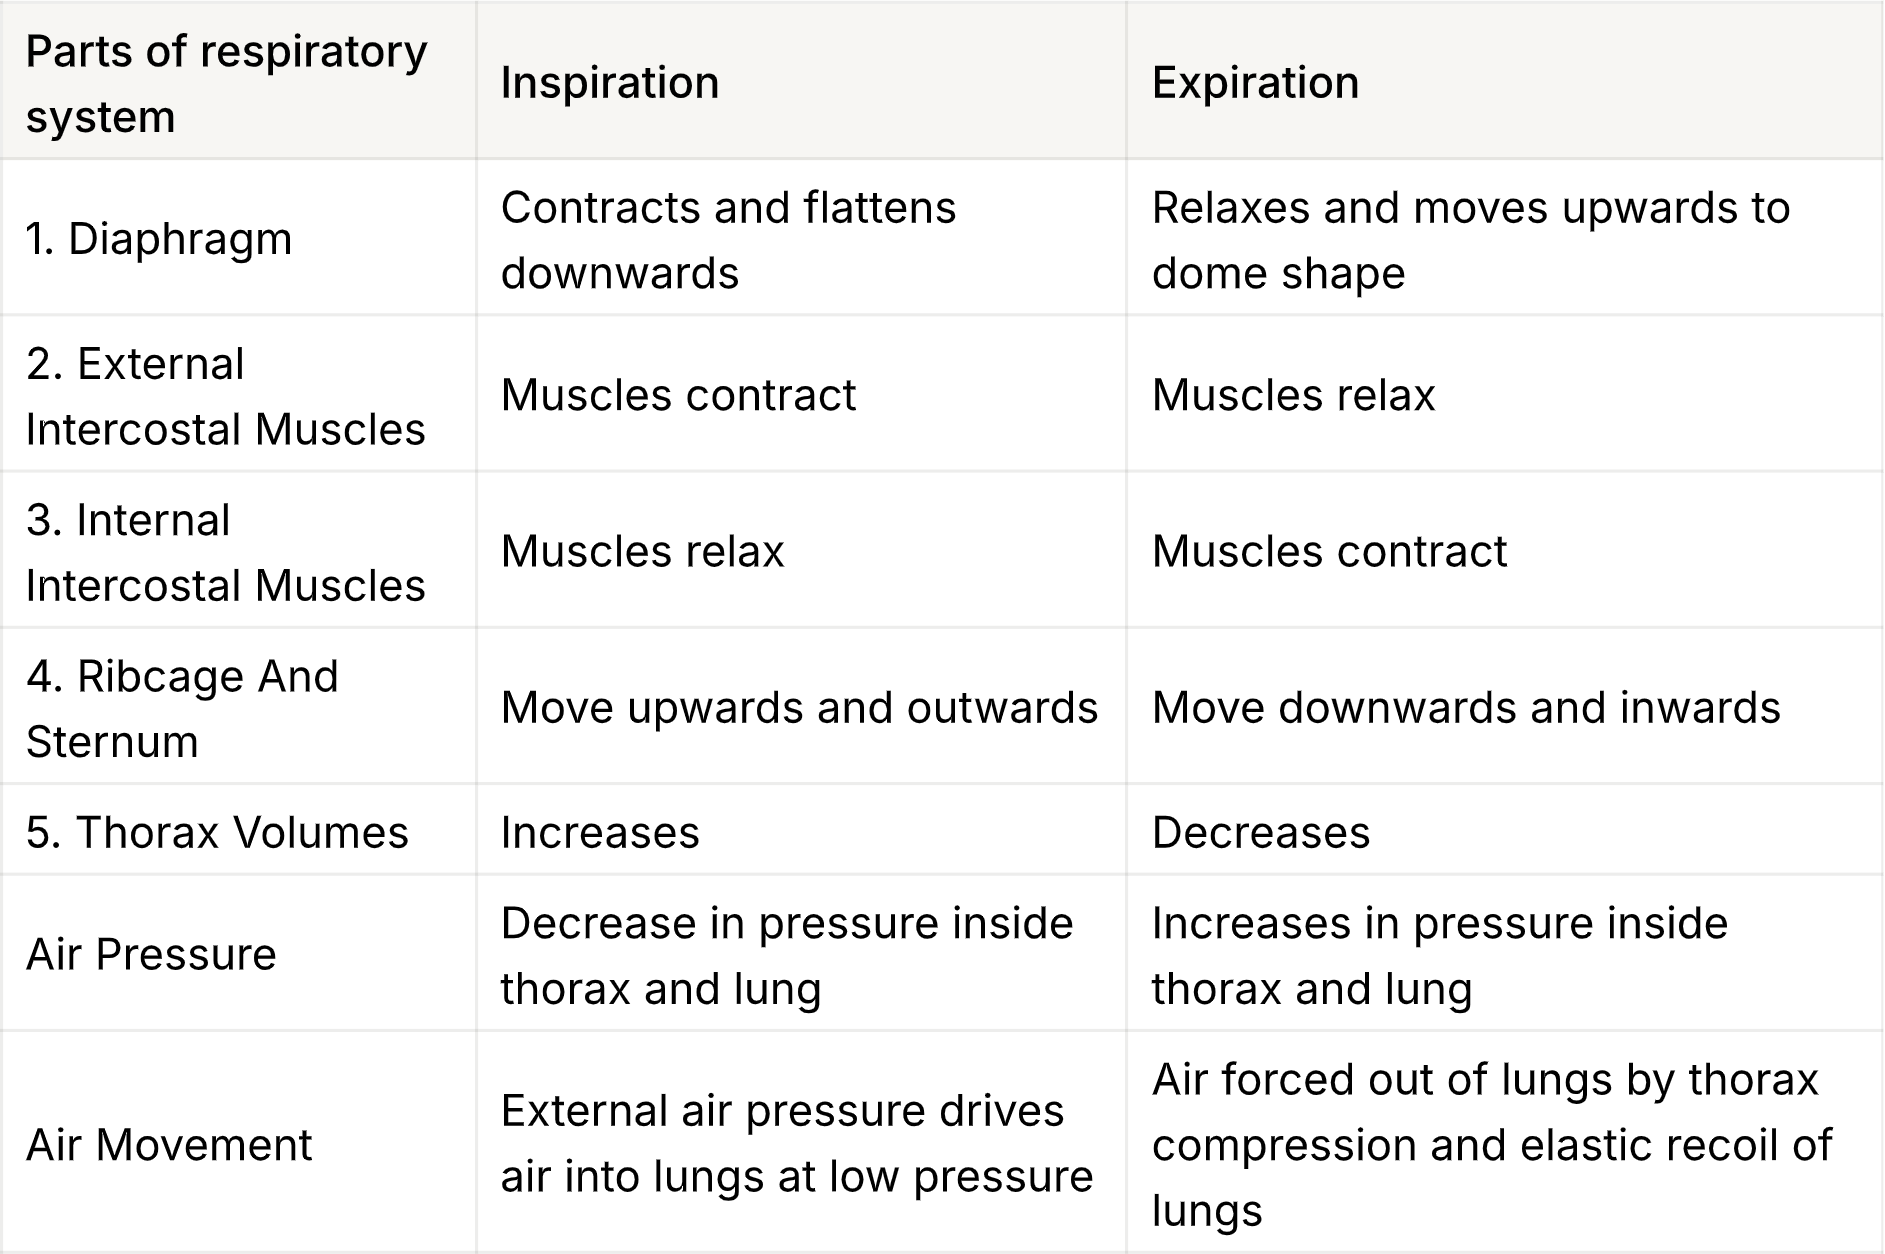 Parts of respiratory
system
Inspiration
Expiration
1. Diaphragm
Contracts and flattens
downwards
Relaxes and moves upwards to
dome shape
2. External
Intercostal Muscles
Muscles contract
Muscles relax
3. Internal
Intercostal Muscles
Muscles relax
Muscles contract
4. Ribcage And
Sternum
Move upwards and outwards
Move downwards and inwards
5. Thorax Volumes
Increases
Decreases
Air Pressure
Decrease in pressure inside
thorax and lung
Increases in pressure inside
thorax and lung
Air Movement
External air pressure drives
air into lungs at low pressure
Air forced out of lungs by thorax
compression and elastic recoil of
lungs